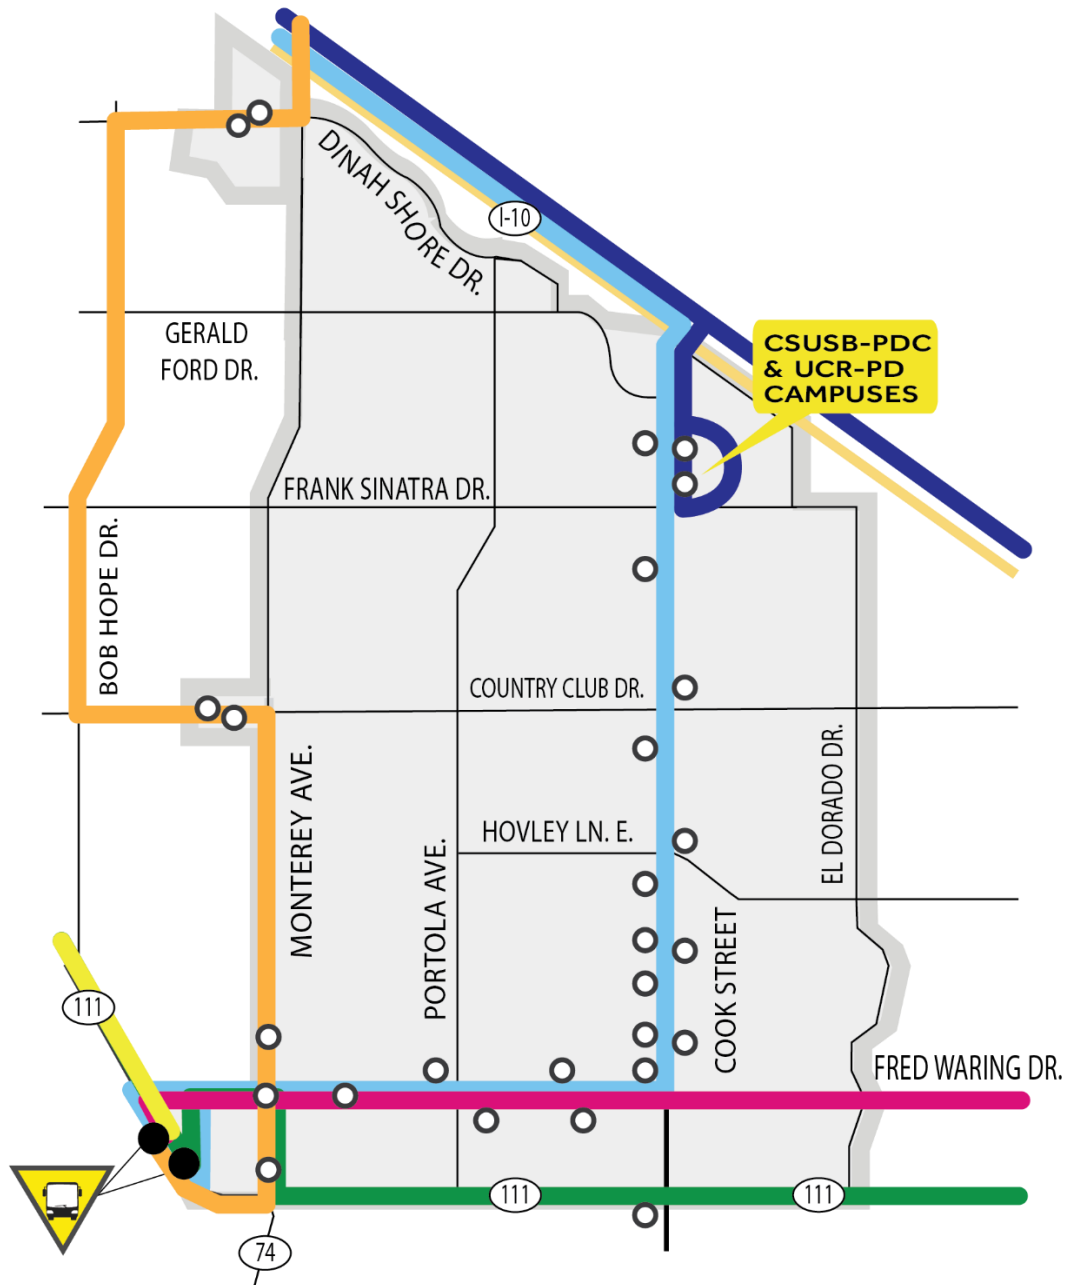 DINAH SHORE DR.
I-10
GERALD
FORD DR.
CSUSB-PDC
& UCR-PD
CAMPUSES
FRANK SINATRA DR.
BOB HOPE DR.
COUNTRY CLUB DR.
MONTEREY AVE.
EL DORADO DR.
HOVLEY LN. E.
PORTOLA AVE.
COOK STREET
111
FRED WARING DR.
111
111
74